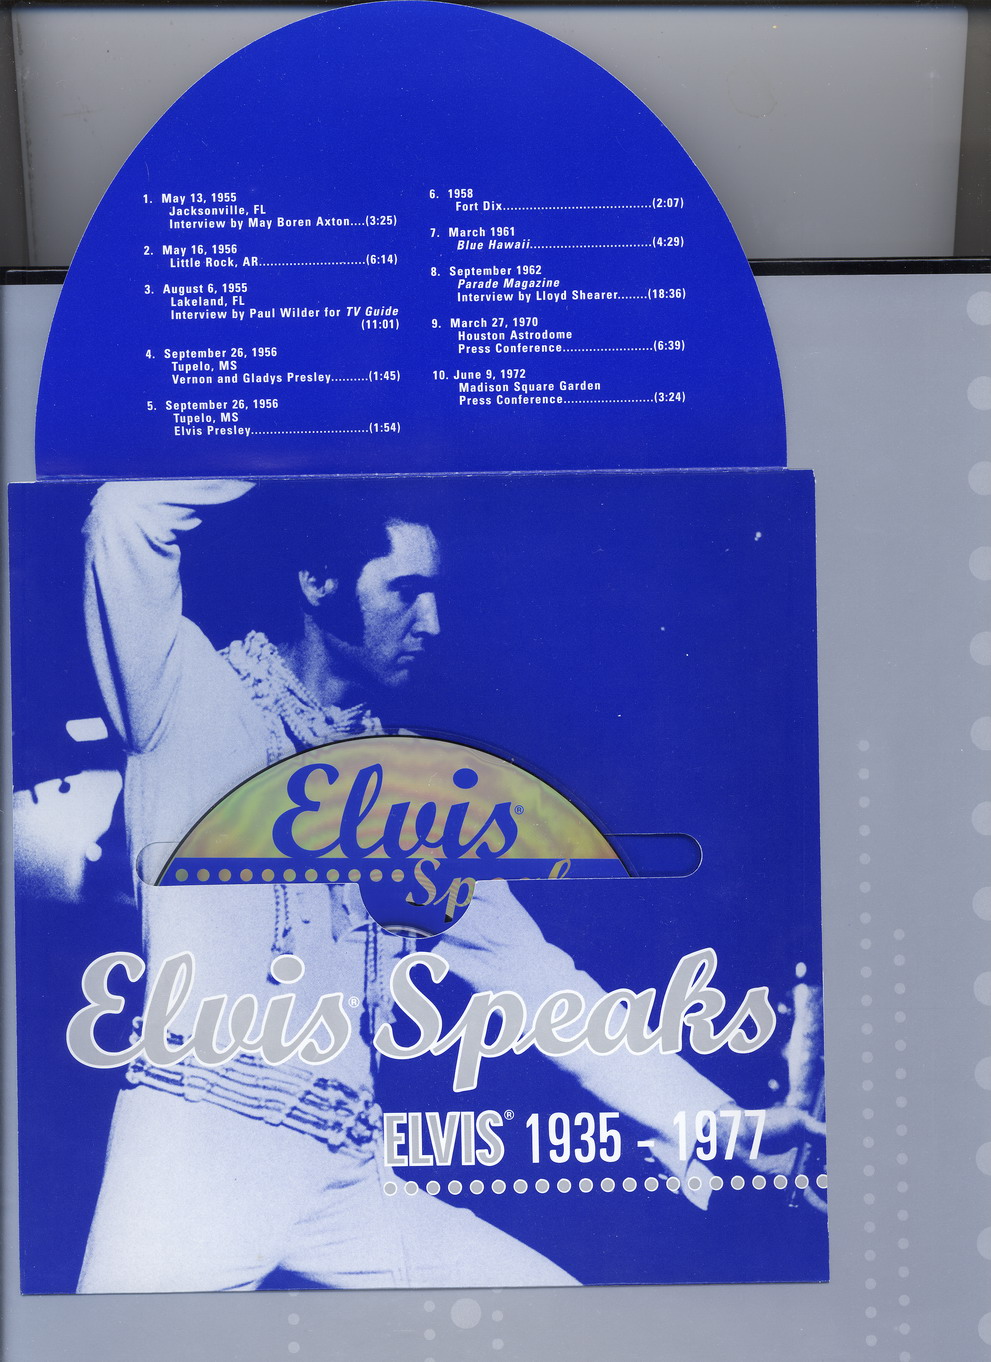 1. May 13, 1955
Jacksonville, FL
Interview by May Boren Axton....(3:25)
2. May 16, 1956
Little Rock, AR............................(6:14)
3. August 6, 1955
Lakeland, FL
Interview by Paul Wilder for TV Guide
(11:01)
4. September 26, 1956
Tupelo, MS
Vernon and Gladys Presley..........(1:45)
5. September 26, 1956
Tupelo, MS
Elvis Presley...............................(1:54)
6. 1958
Fort Dix.......................................(2:07)
7. March 1961
Blue Hawaii................................(4:29)
8. September 1962
Parade Magazine
Interview by Lloyd Shearer........(18:36)
9. March 27, 1970
Houston Astrodome
Press Conference........................(6:39)
10. June 9, 1972
Madison Square Garden
Press Conference........................(3:24)
Elvis®
Elvis® Speaks
ELVIS® 1935 - 1977